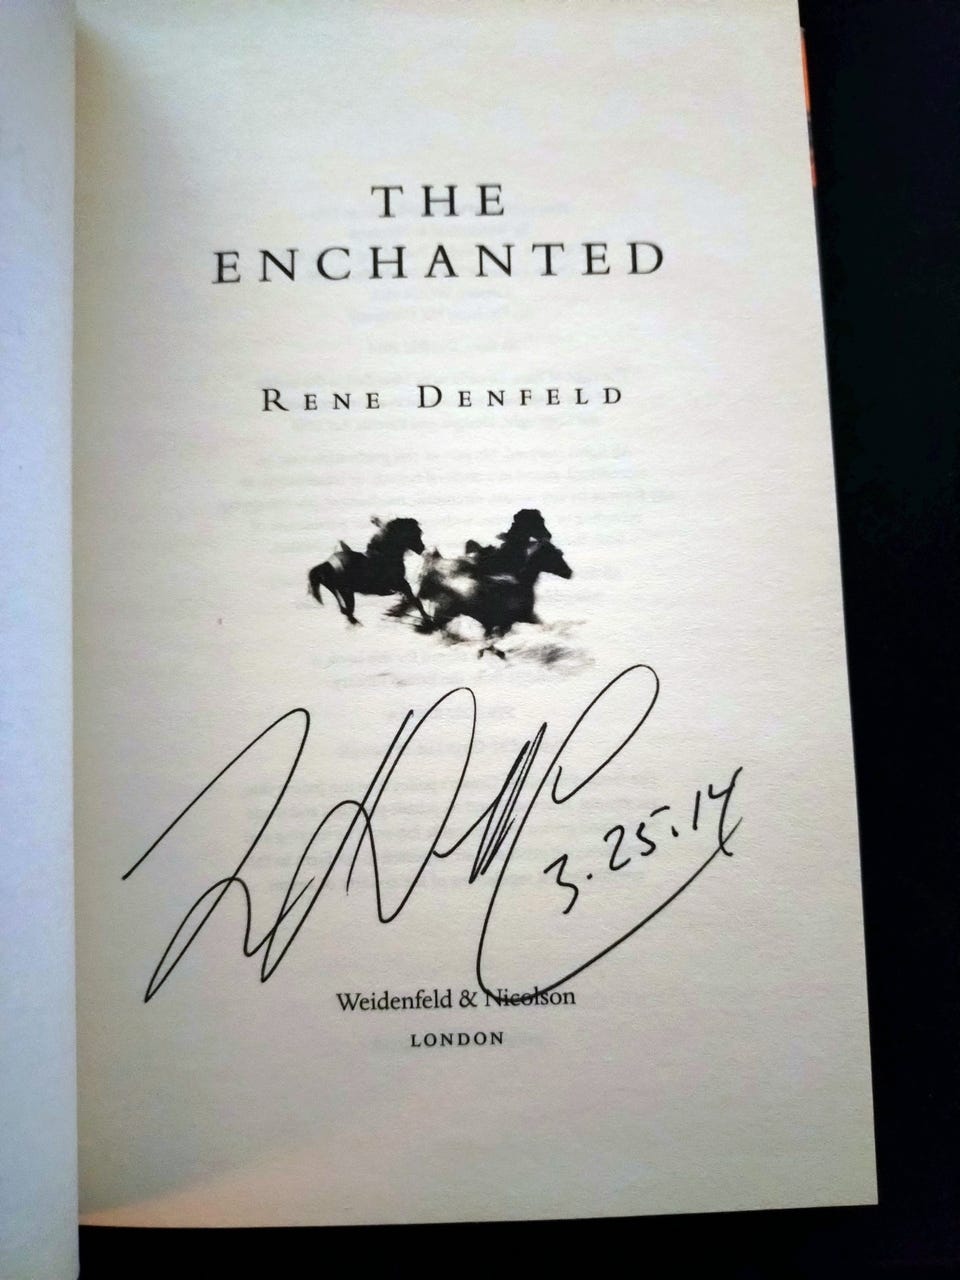 THE
ENCHANTED
RENE DENFELD
3.25.14
Weidenfeld & Nicolson
LONDON